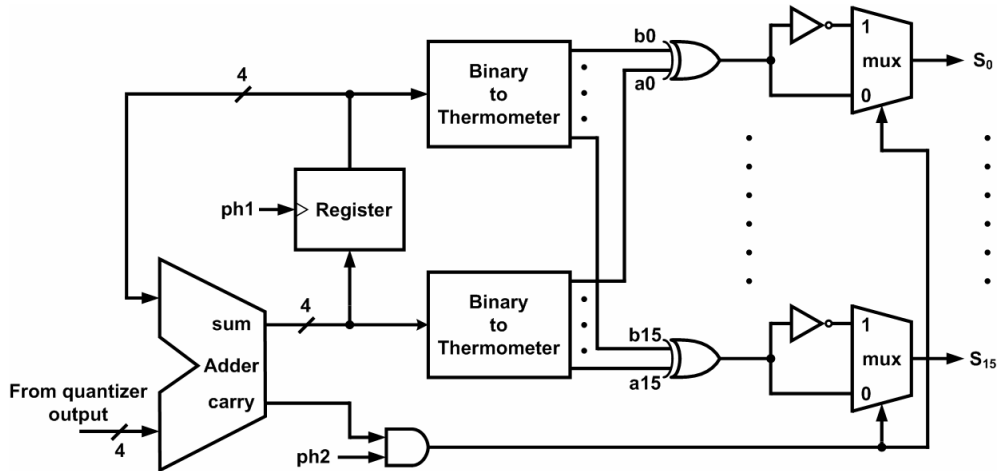 b0
1
4
Binary
to
Thermometer
mux
S0
a0
0
ph1
Register
4
sum
Binary
to
Thermometer
b15
1
mux
S15
Adder
a15
0
From quantizer
output
carry
4
ph2